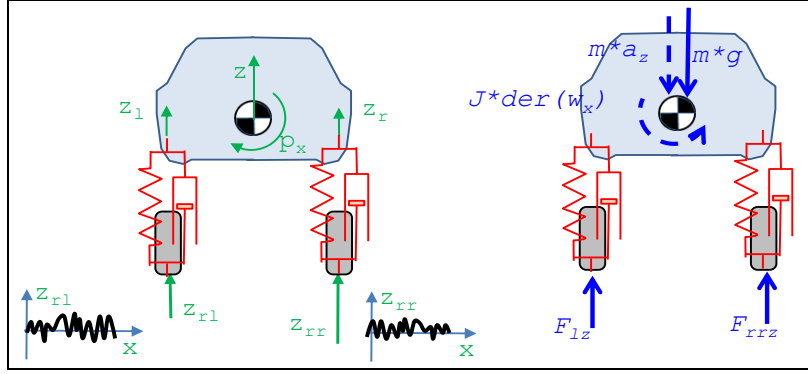 z
z_l
z_r
p_x
z_rl
x
z_rl
z_rr
z_rr
x
m*a_z
m*g
J*der(w_x)
F_lz
F_rrz